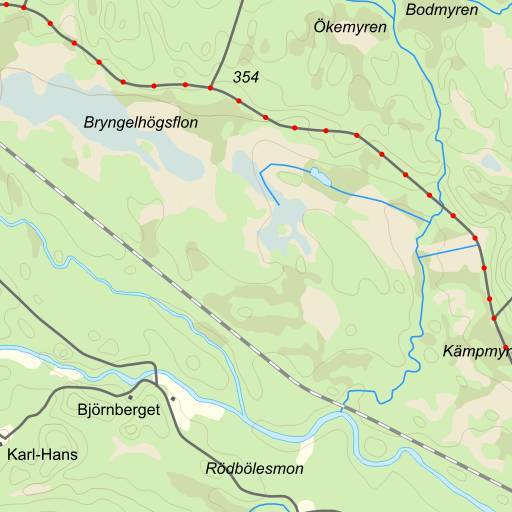 Bodmyren
Ökemyren
354
Bryngelhögsflon
Kämpmyr
Björnberget
Karl-Hans
Rödbölesmon